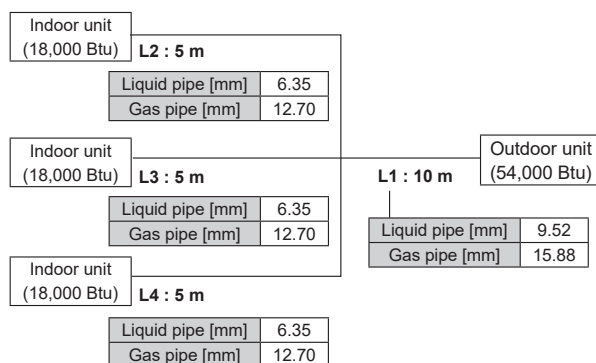 Indoor unit
(18,000 Btu)
L2 : 5 m
Liquid pipe [mm] 6.35
Gas pipe [mm] 12.70
Indoor unit
(18,000 Btu)
L3 : 5 m
Liquid pipe [mm] 6.35
Gas pipe [mm] 12.70
Outdoor unit
(54,000 Btu)
L1 : 10 m
Liquid pipe [mm] 9.52
Gas pipe [mm] 15.88
Indoor unit
(18,000 Btu)
L4 : 5 m
Liquid pipe [mm] 6.35
Gas pipe [mm] 12.70